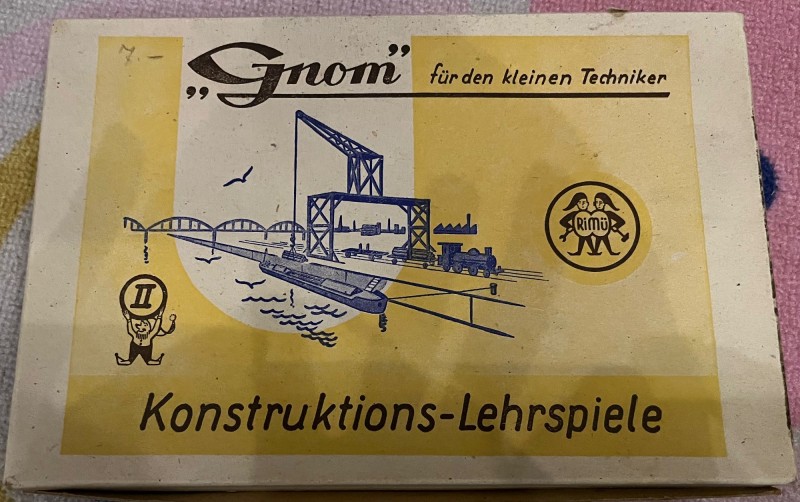 7.–
„Gnom” für den kleinen Techniker
RiMÜ
II
Konstruktions-Lehrspiele